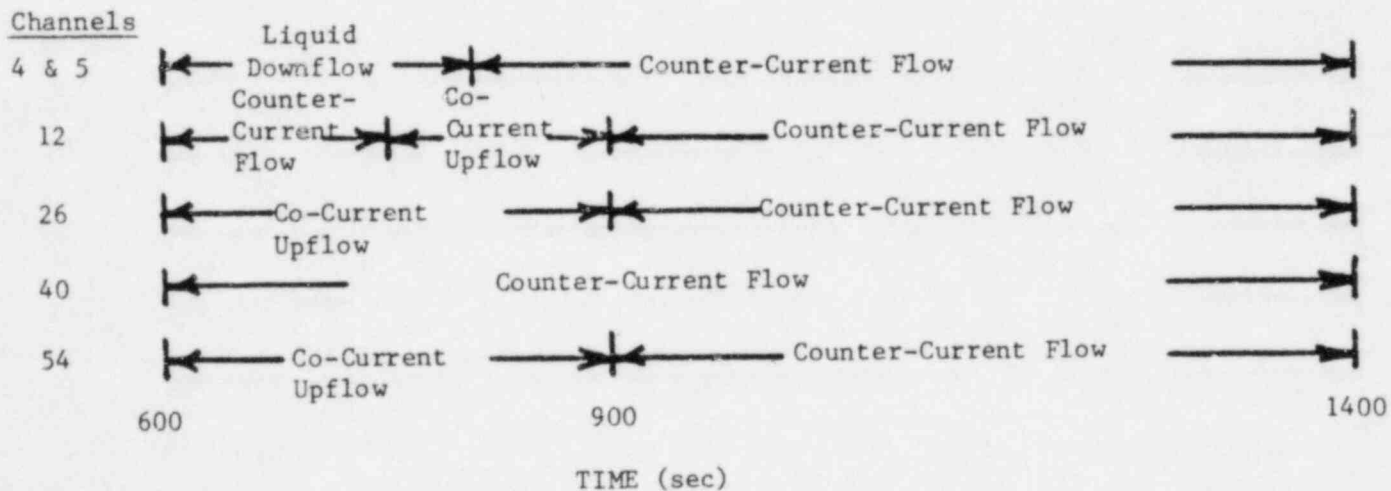 Channels
4 & 5
Liquid
Downflow
Counter-Current Flow
12
Counter-
Current
Flow
Co-
Current
Upflow
Counter-Current Flow
26
Co-Current
Upflow
Counter-Current Flow
40
Counter-Current Flow
54
Co-Current
Upflow
Counter-Current Flow
600
900
1400
TIME (sec)